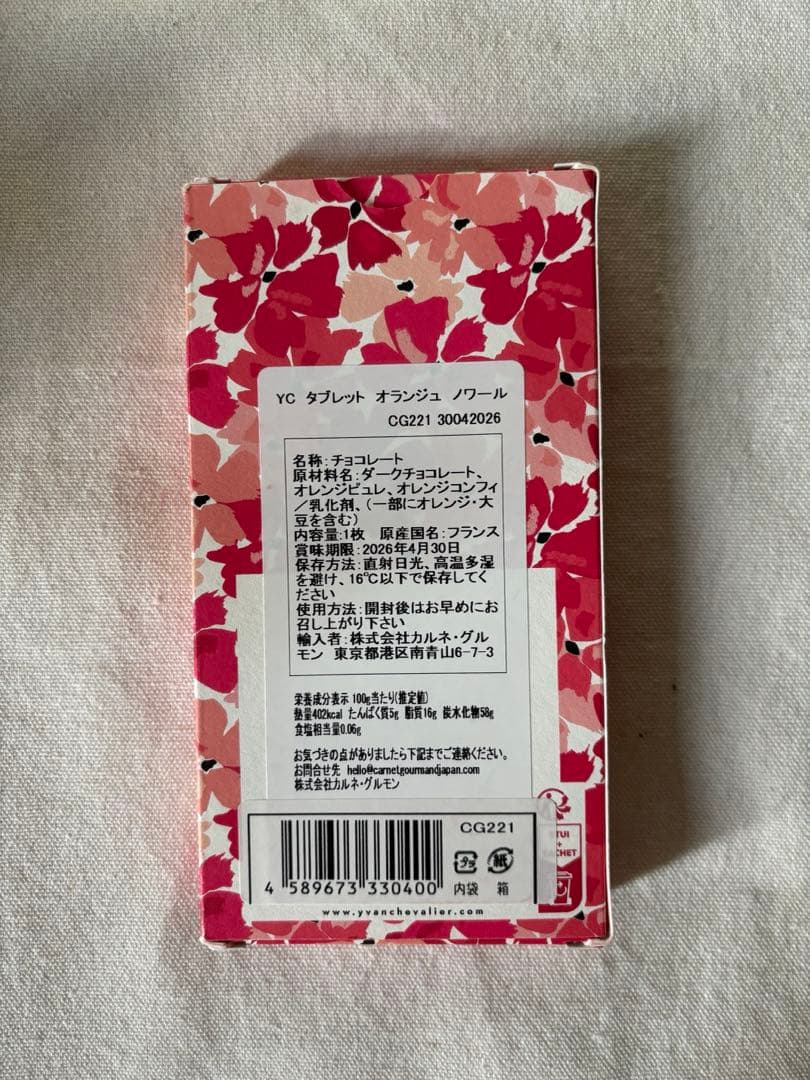 YC タブレット オランジュ ノワール
CG221 30042026
名称:チョコレート
原材料名:ダークチョコレート、
オレンジピュレ、オレンジコンフィ
/乳化剤、(一部にオレンジ・大
豆を含む)
内容量:1枚 原産国名:フランス
賞味期限:2026年4月30日
保存方法:直射日光、高温多湿
を避け、16℃以下で保存してく
ださい
使用方法:開封後はお早めにお
召し上がり下さい
輸入者:株式会社カルネ・グル
モン 東京都港区南青山6-7-3
栄養成分表示 100g当たり(推定値)
熱量402kcal たんぱく質5g 脂質16g 炭水化物58g
食塩相当量0.06g
お気づきの点がありましたら下記までご連絡ください。
お問合せ先 hello@carnetgourmandjapan.com
株式会社カルネ・グルモン
CG221
プラ 紙
内袋 箱
4 589673 330400
www.yvanchevalier.com
+